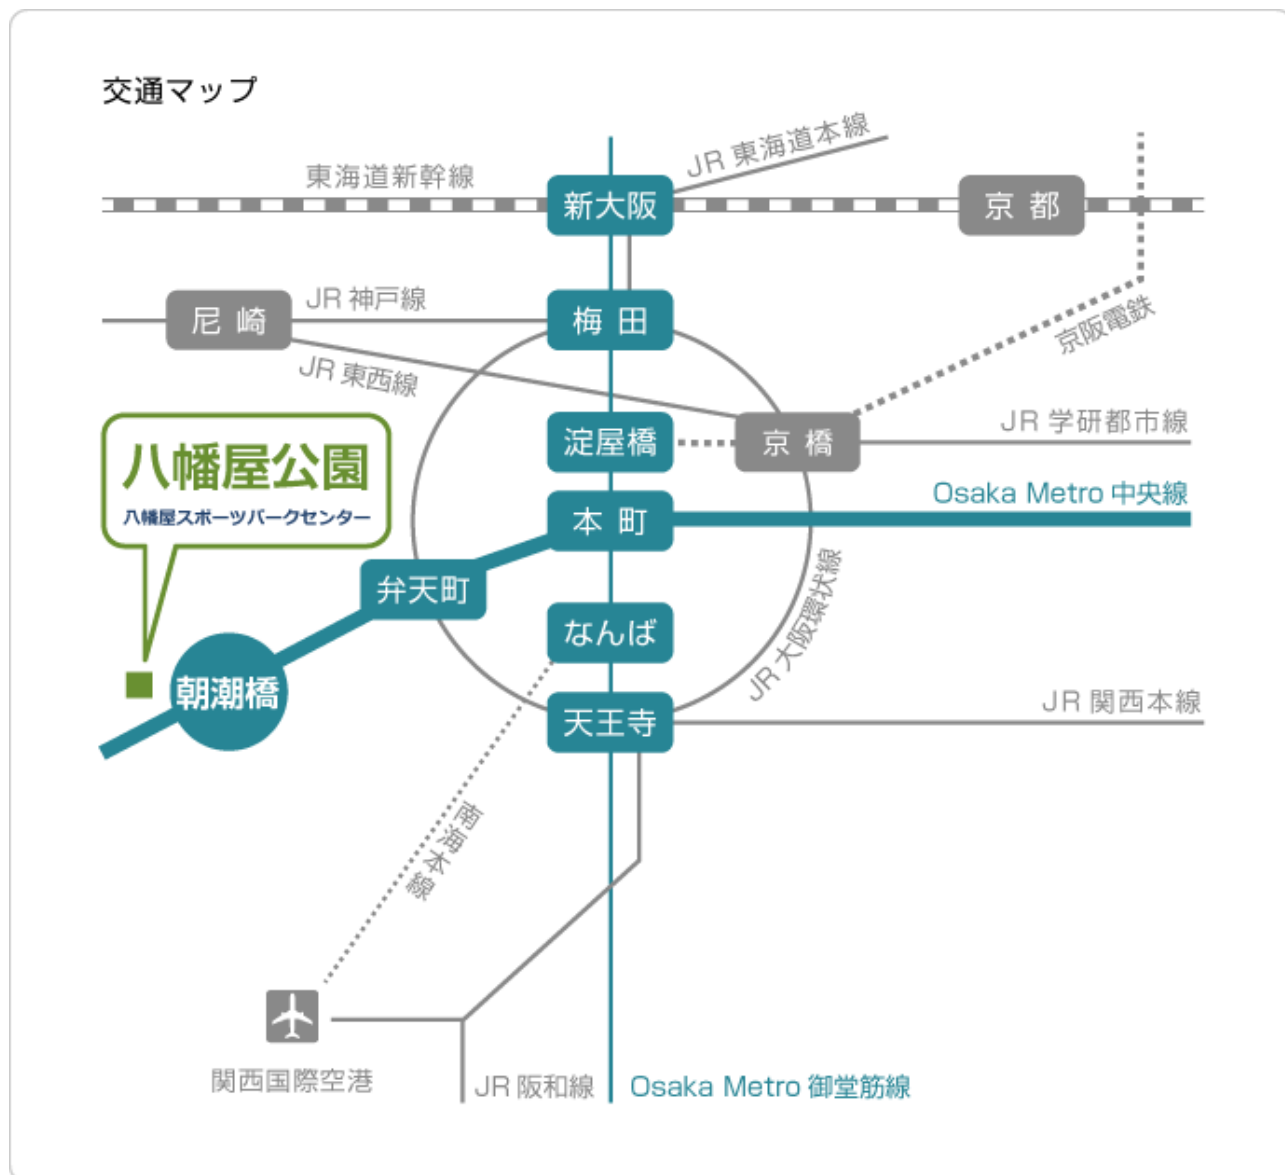 交通マップ
JR 東海道本線
東海道新幹線
新大阪
京都
JR 神戸線
尼崎
梅田
京阪電鉄
JR 東西線
JR 学研都市線
淀屋橋
京橋
八幡屋公園
八幡屋スポーツパークセンター
Osaka Metro 中央線
本町
弁天町
JR 大阪環状線
なんば
朝潮橋
JR 関西本線
天王寺
南海本線
関西国際空港
JR 阪和線
Osaka Metro 御堂筋線